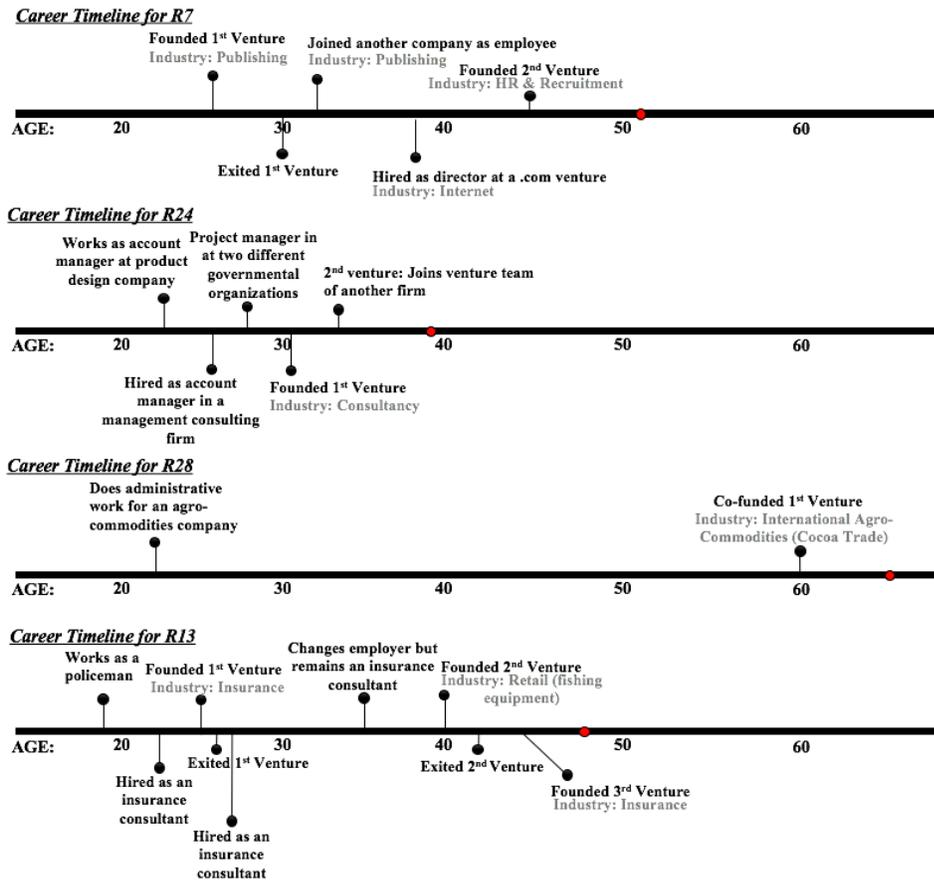 Career Timeline for R7
Founded 1st Venture
Industry: Publishing
Joined another company as employee
Industry: Publishing
Founded 2nd Venture
Industry: HR & Recruitment
AGE: 20 30 40 50 60
Exited 1st Venture
Hired as director at a .com venture
Industry: Internet
Career Timeline for R24
Works as account
manager at product
design company
Project manager in
at two different
governmental
organizations
2nd venture: Joins venture team
of another firm
AGE: 20 30 40 50 60
Hired as account
manager in a
management consulting
firm
Founded 1st Venture
Industry: Consultancy
Career Timeline for R28
Does administrative
work for an agro-
commodities company
Co-funded 1st Venture
Industry: International Agro-
Commodities (Cocoa Trade)
AGE: 20 30 40 50 60
Career Timeline for R13
Works as a
policeman
Founded 1st Venture
Industry: Insurance
Changes employer but
remains an insurance
consultant
Founded 2nd Venture
Industry: Retail (fishing
equipment)
AGE: 20 30 40 50 60
Hired as an
insurance
consultant
Exited 1st Venture
Hired as an
insurance
consultant
Exited 2nd Venture
Founded 3rd Venture
Industry: Insurance